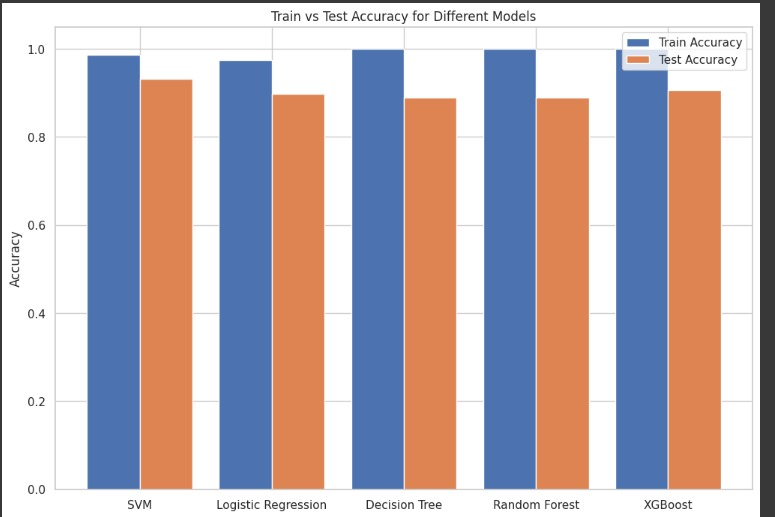 Train vs Test Accuracy for Different Models
Train Accuracy
Test Accuracy
Accuracy
1.0
0.8
0.6
0.4
0.2
0.0
SVM Logistic Regression Decision Tree Random Forest XGBoost